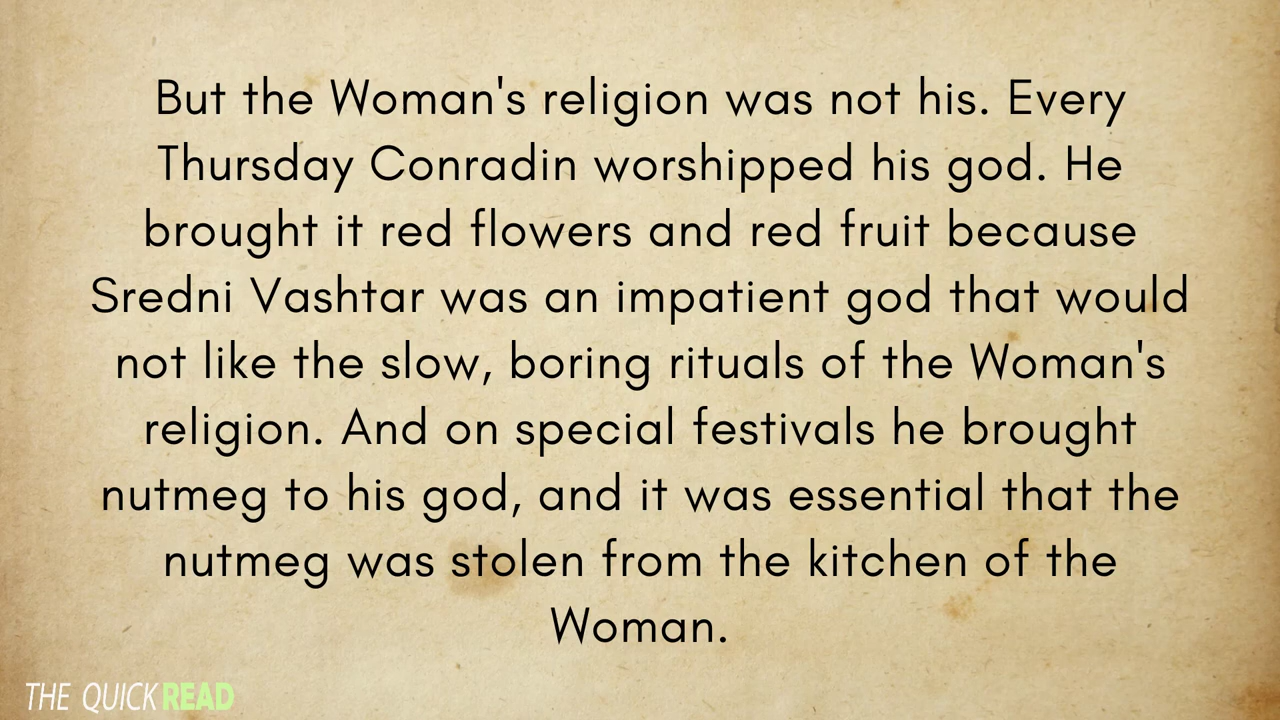 But the Woman's religion was not his. Every
Thursday Conradin worshipped his god. He
brought it red flowers and red fruit because
Sredni Vashtar was an impatient god that would
not like the slow, boring rituals of the Woman's
religion. And on special festivals he brought
nutmeg to his god, and it was essential that the
nutmeg was stolen from the kitchen of the
Woman.
THE QUICK READ